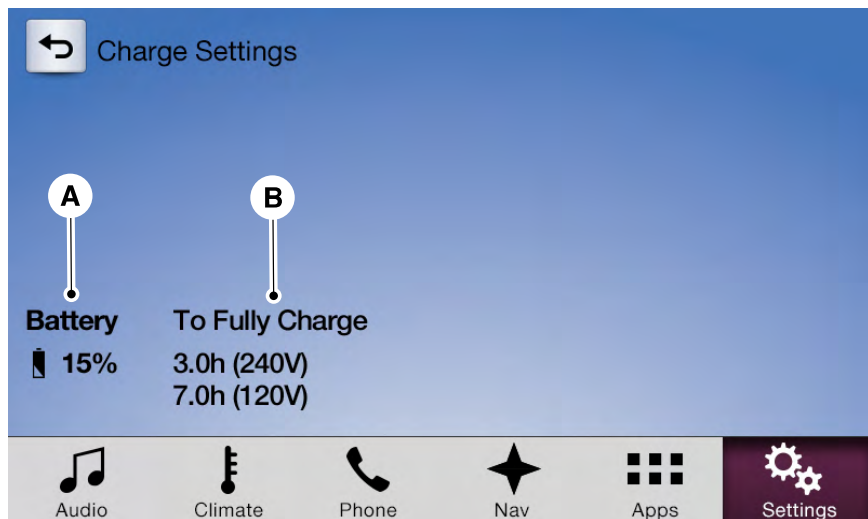 Charge Settings
A B
Battery To Fully Charge
15% 3.0h (240V)
7.0h (120V)
Audio Climate Phone Nav Apps Settings